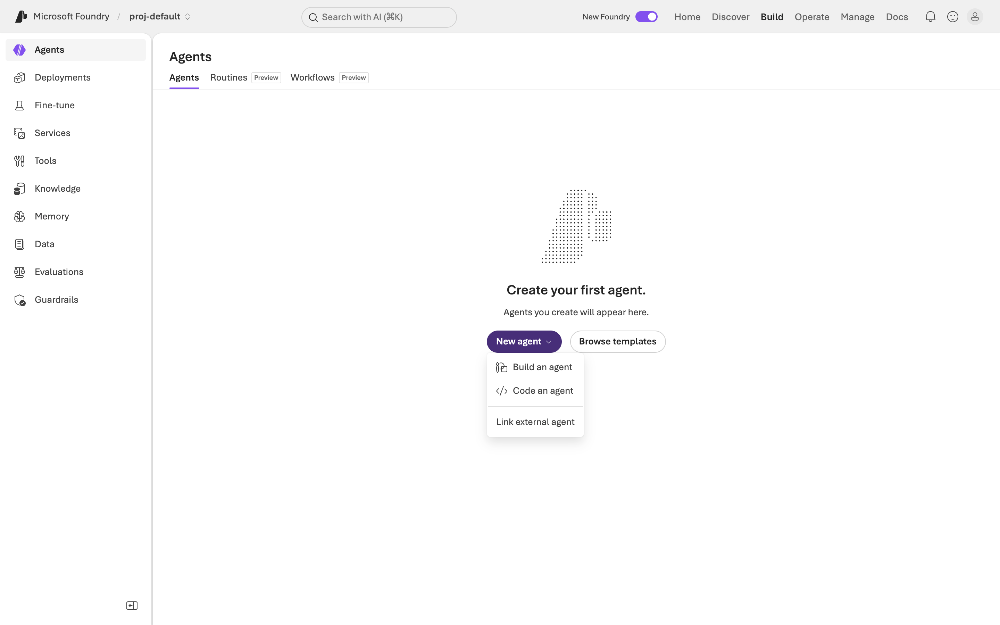 Microsoft Foundry / proj-default
Search with AI (⌘K)
New Foundry
Home
Discover
Build
Operate
Manage
Docs
Agents
Deployments
Fine-tune
Services
Tools
Knowledge
Memory
Data
Evaluations
Guardrails
Agents
Agents
Routines Preview
Workflows Preview
Create your first agent.
Agents you create will appear here.
New agent
Browse templates
Build an agent
Code an agent
Link external agent